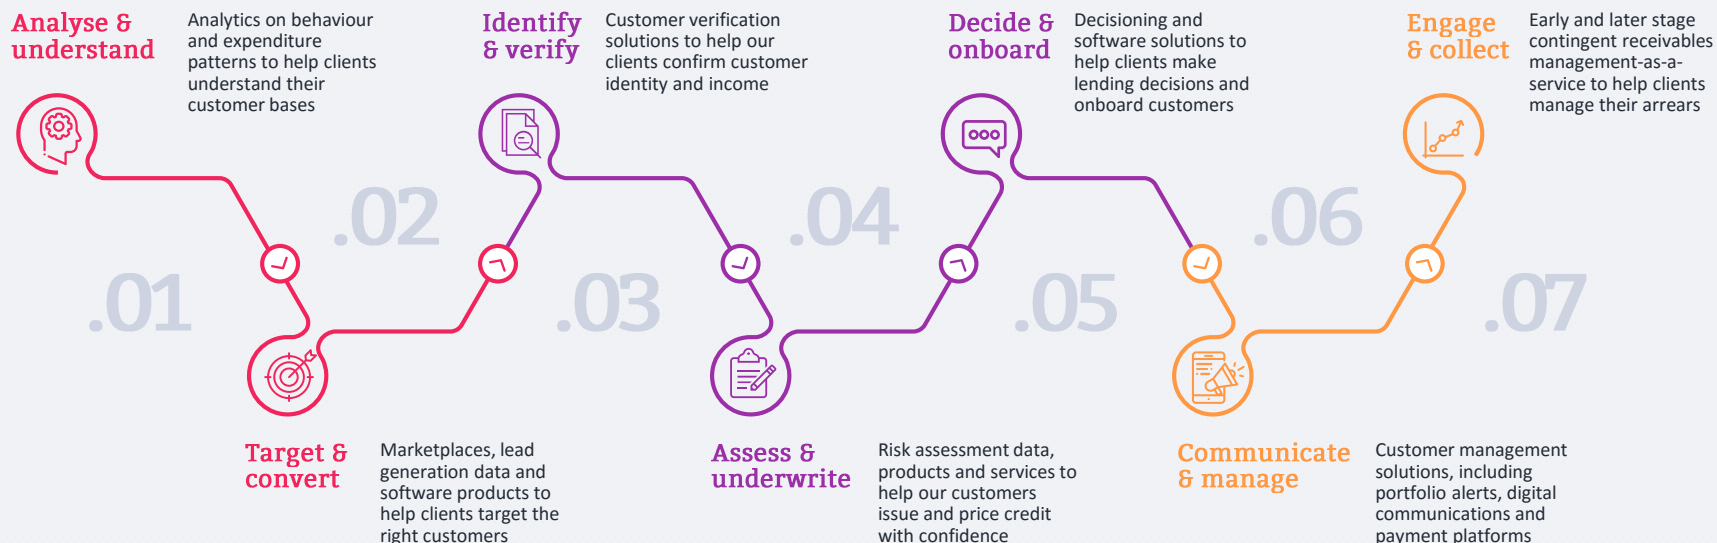 Analyse &
understand
Analytics on behaviour
and expenditure
patterns to help clients
understand their
customer bases
Identify
& verify
Customer verification
solutions to help our
clients confirm customer
identity and income
Decide &
onboard
Decisioning and
software solutions to
help clients make
lending decisions and
onboard customers
Engage
& collect
Early and later stage
contingent receivables
management-as-a-
service to help clients
manage their arrears
.01
.02
.03
.04
.05
.06
.07
Target &
convert
Marketplaces, lead
generation data and
software products to
help clients target the
right customers
Assess &
underwrite
Risk assessment data,
products and services to
help our customers
issue and price credit
with confidence
Communicate
& manage
Customer management
solutions, including
portfolio alerts, digital
communications and
payment platforms